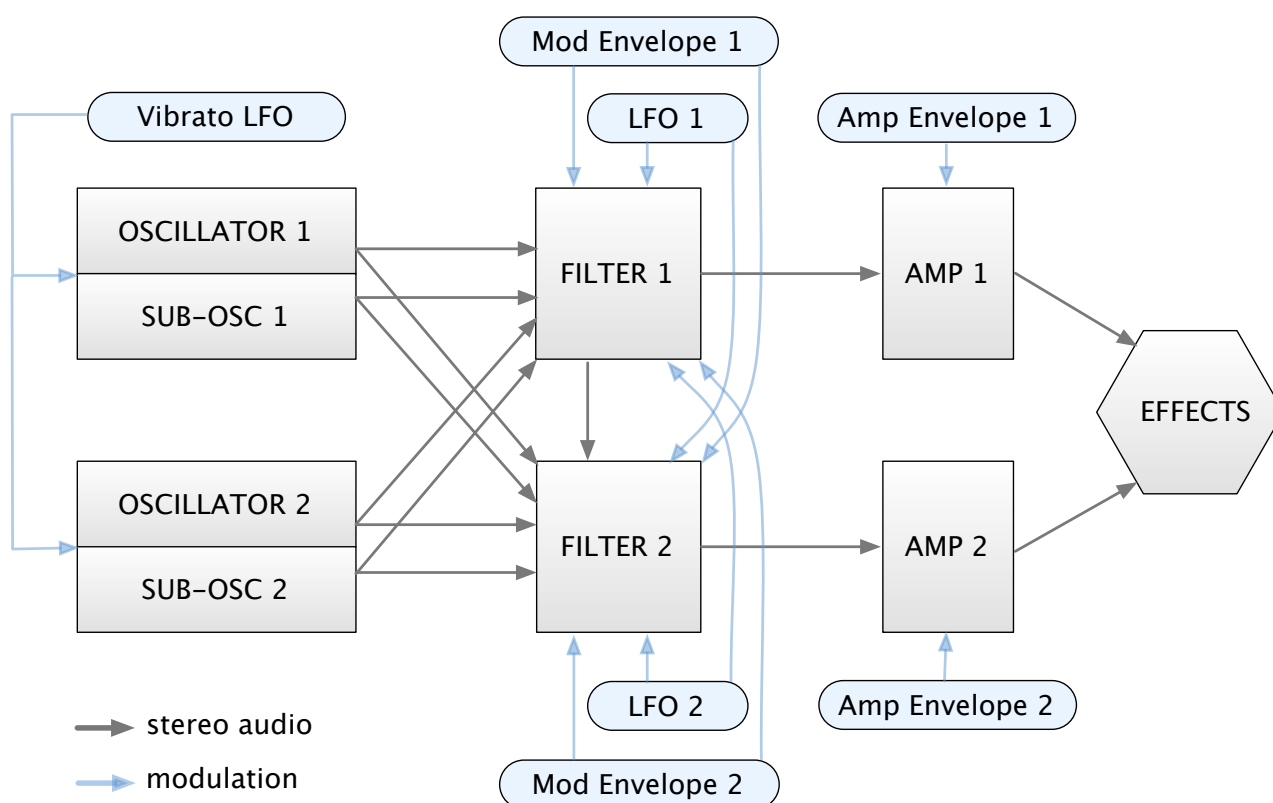 Mod Envelope 1
Vibrato LFO
LFO 1
Amp Envelope 1
OSCILLATOR 1
SUB-OSC 1
FILTER 1
AMP 1
EFFECTS
OSCILLATOR 2
SUB-OSC 2
FILTER 2
AMP 2
LFO 2
Amp Envelope 2
stereo audio
modulation
Mod Envelope 2